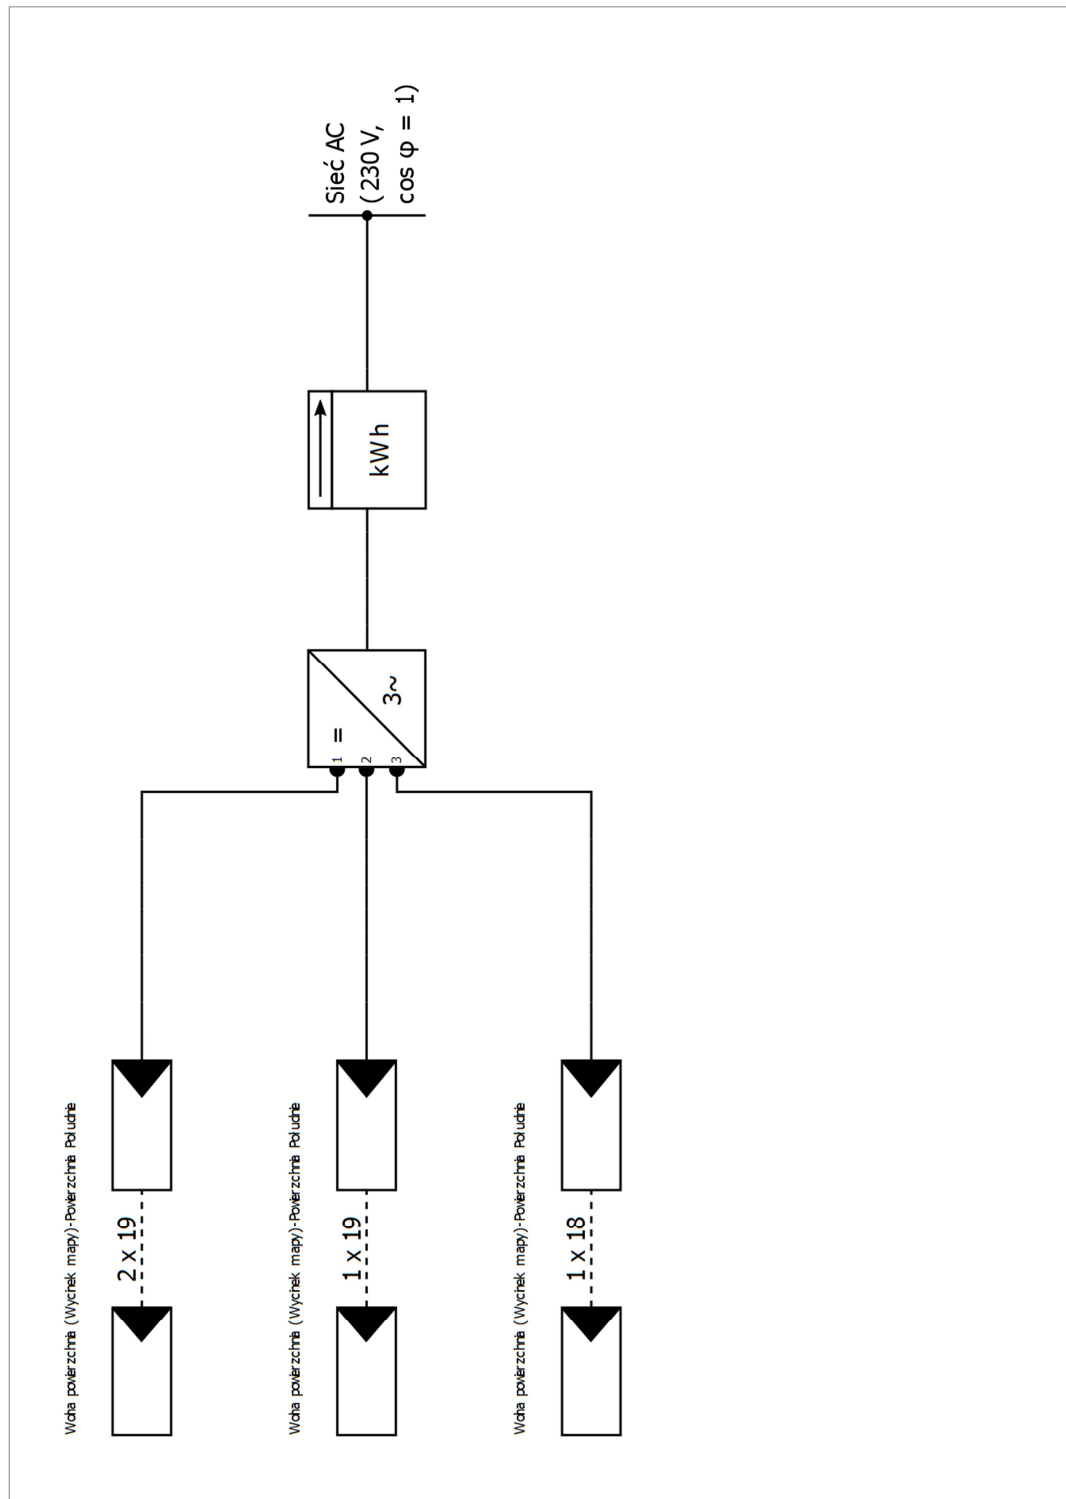 Sieć AC
(230 V,
cos φ = 1)
kWh
3~
=
1
2
3
Wolna powierzchnia (Wycinek mapy)-Powierzchnia Południe
2 x 19
Wolna powierzchnia (Wycinek mapy)-Powierzchnia Południe
1 x 19
Wolna powierzchnia (Wycinek mapy)-Powierzchnia Południe
1 x 18